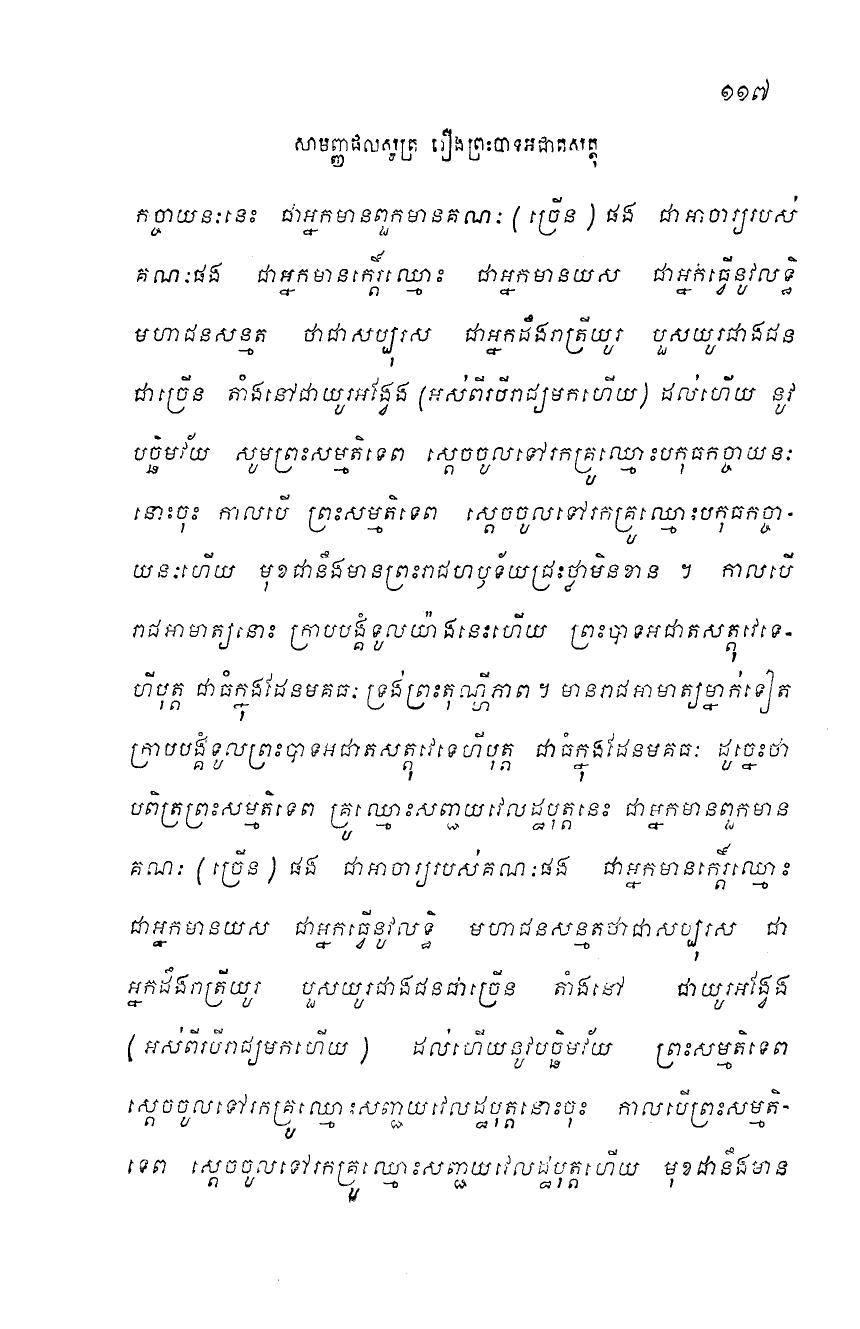 ១១៧
សាមញ្ញផលសូត្រ រឿងព្រះបាទអជាតសត្តុ
កច្ចាយនៈនេះ ជាអ្នកមានពួកមានគណៈ (ច្រើន) ផង ជាអាចារ្យរបស់
គណៈផង ជាអ្នកមានកេរ្តិ៍ឈ្មោះ ជាអ្នកមានយស ជាអ្នកធ្វើនូវលទ្ធិ
មហាជនសន្មត ថាជាសប្បុរស ជាអ្នកដឹងរាត្រីយូរ បួសយូរជាងជន
ជាច្រើន តាំងនៅជាយូរអង្វែង (អស់ពីរបីរាជ្យមកហើយ) ដល់ហើយ នូវ
បច្ឆិមវ័យ សូមព្រះសម្មតិទេព ស្តេចចូលទៅរកគ្រូឈ្មោះបកុធកច្ចាយនៈ
នោះចុះ កាលបើ ព្រះសម្មតិទេព ស្តេចចូលទៅរកគ្រូឈ្មោះបកុធកច្ចា-
យនៈហើយ មុខជានឹងមានព្រះរាជហឫទ័យជ្រះថ្លាមិនខាន ។ កាលបើ
រាជអាមាត្យនោះ ក្រាបបង្គំទូលយ៉ាងនេះហើយ ព្រះបាទអជាតសត្តុវេទេ-
ហីបុត្ត ជាធំក្នុងដែនមគធៈ ទ្រង់ព្រះតុណ្ហីភាព ។ មានរាជអាមាត្យម្នាក់ទៀត
ក្រាបបង្គំទូលព្រះបាទអជាតសត្តុវេទេហីបុត្ត ជាធំក្នុងដែនមគធៈ ដូច្នេះថា
បពិត្រព្រះសម្មតិទេព គ្រូឈ្មោះសញ្ជយវេលដ្ឋបុត្តនេះ ជាអ្នកមានពួកមាន
គណៈ (ច្រើន) ផង ជាអាចារ្យរបស់គណៈផង ជាអ្នកមានកេរ្តិ៍ឈ្មោះ
ជាអ្នកមានយស ជាអ្នកធ្វើនូវលទ្ធិ មហាជនសន្មតថាជាសប្បុរស ជា
អ្នកដឹងរាត្រីយូរ បួសយូរជាងជនជាច្រើន តាំងនៅ ជាយូរអង្វែង
(អស់ពីរបីរាជ្យមកហើយ) ដល់ហើយនូវបច្ឆិមវ័យ ព្រះសម្មតិទេព
ស្តេចចូលទៅរកគ្រូឈ្មោះសញ្ជយវេលដ្ឋបុត្តនោះចុះ កាលបើព្រះសម្មតិ-
ទេព ស្តេចចូលទៅរកគ្រូឈ្មោះសញ្ជយវេលដ្ឋបុត្តហើយ មុខជានឹងមាន